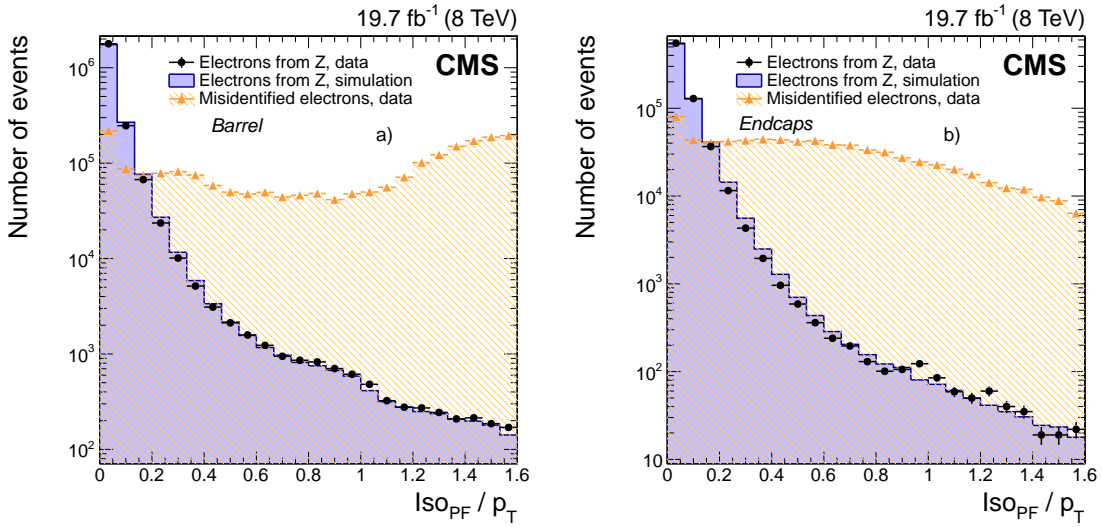 19.7 fb⁻¹ (8 TeV)
Number of events
10⁶
10⁵
10⁴
10³
10²
Electrons from Z, data
Electrons from Z, simulation
Misidentified electrons, data
CMS
Barrel
a)
0 0.2 0.4 0.6 0.8 1 1.2 1.4 1.6
Iso_PF / p_T
19.7 fb⁻¹ (8 TeV)
Number of events
10⁵
10⁴
10³
10²
10
Electrons from Z, data
Electrons from Z, simulation
Misidentified electrons, data
CMS
Endcaps
b)
0 0.2 0.4 0.6 0.8 1 1.2 1.4 1.6
Iso_PF / p_T